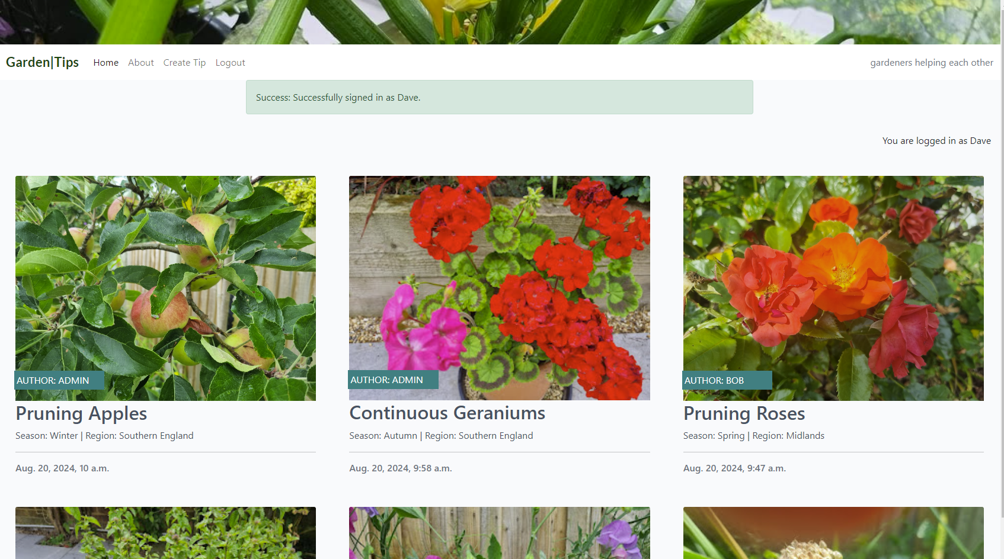 Garden|Tips Home About Create Tip Logout gardeners helping each other
Success: Successfully signed in as Dave.
You are logged in as Dave
AUTHOR: ADMIN
Pruning Apples
Season: Winter | Region: Southern England
Aug. 20, 2024, 10 a.m.
AUTHOR: ADMIN
Continuous Geraniums
Season: Autumn | Region: Southern England
Aug. 20, 2024, 9:58 a.m.
AUTHOR: BOB
Pruning Roses
Season: Spring | Region: Midlands
Aug. 20, 2024, 9:47 a.m.